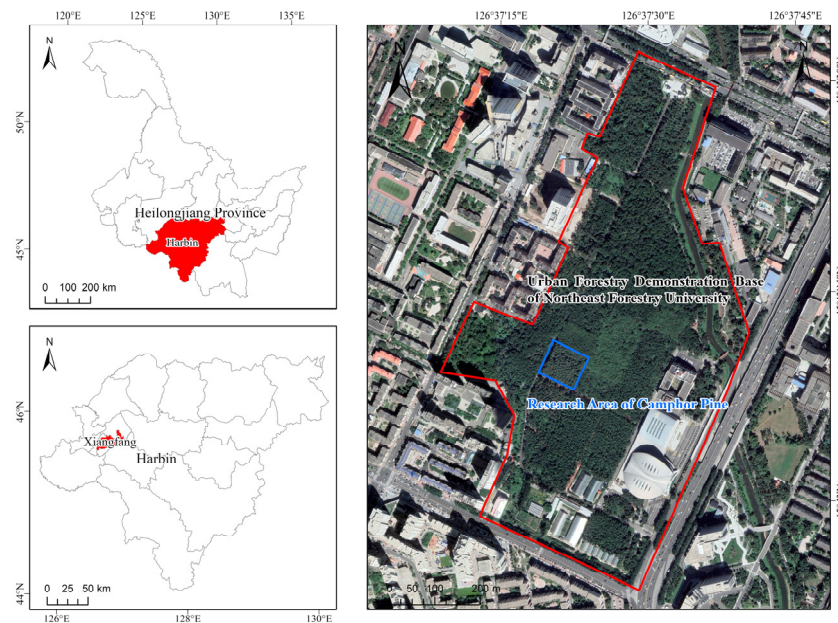 120°E 125°E 130°E 135°E
50°N
45°N
N
Heilongjiang Province
Harbin
0 100 200 km
N
46°N
44°N
Xiangfang
Harbin
0 25 50 km
126°E 128°E 130°E
126°37'15"E 126°37'30"E 126°37'45"E
N
N
Urban Forestry Demonstration Base
of Northeast Forestry University
Research Area of Camphor Pine
0 50 100 200 m